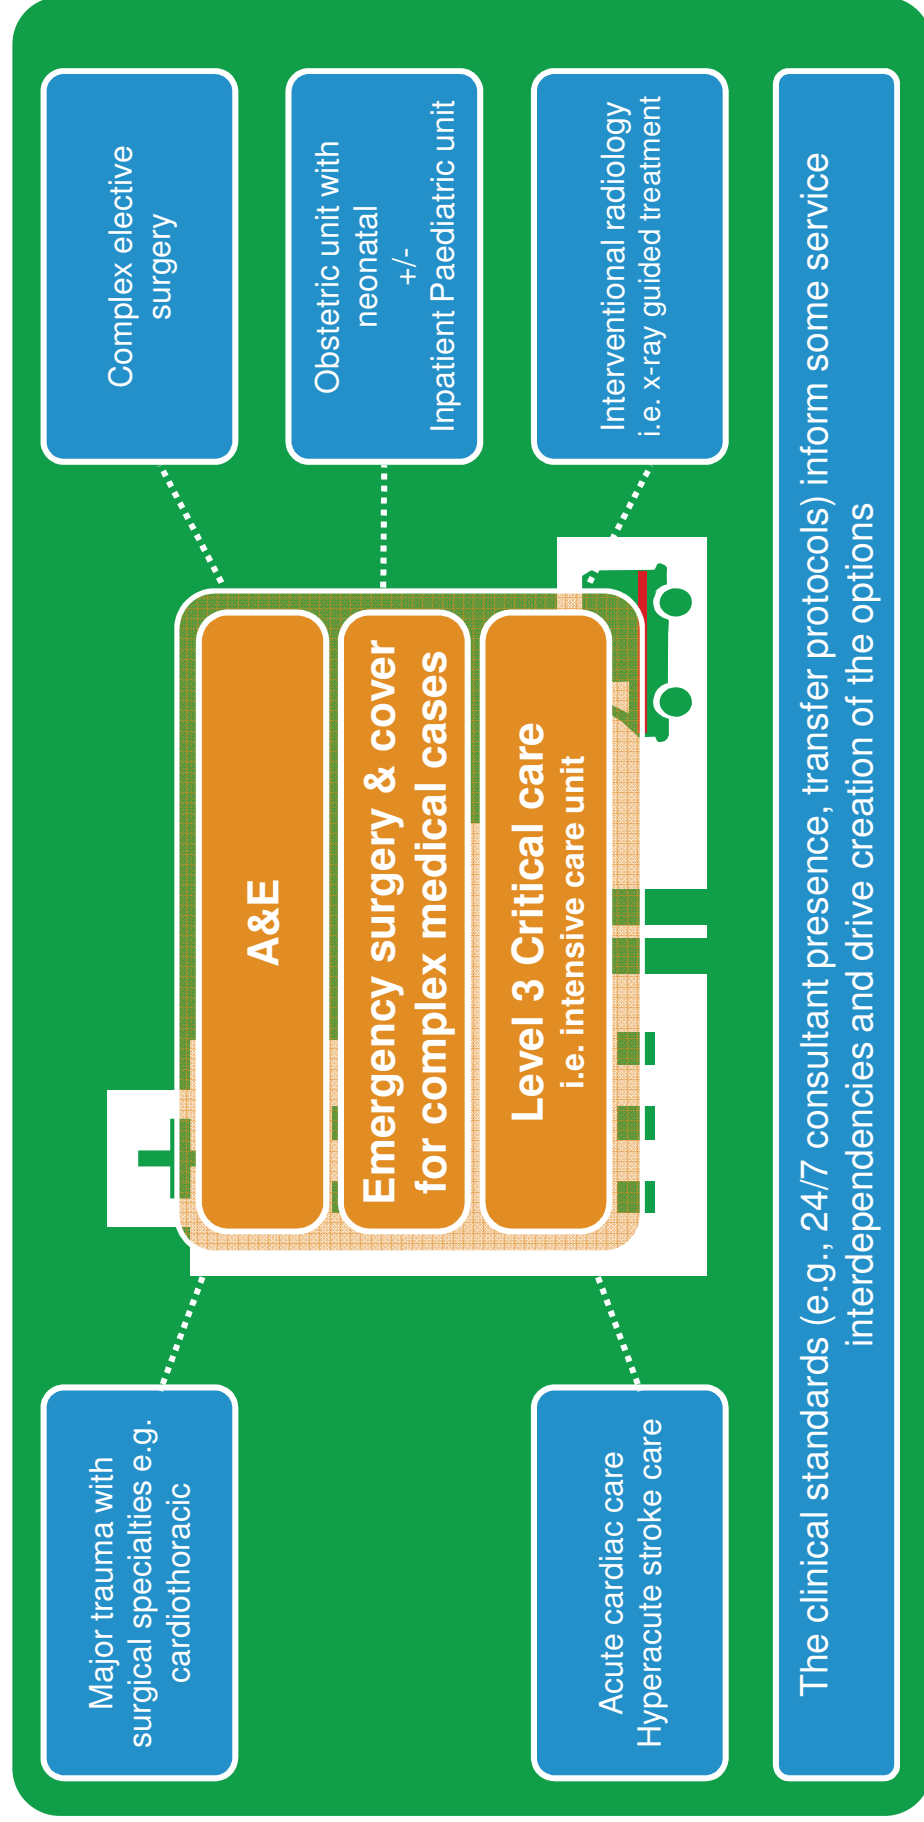 Major trauma with
surgical specialties e.g.
cardiothoracic
Acute cardiac care
Hyperacute stroke care
A&E
Emergency surgery & cover
for complex medical cases
Level 3 Critical care
i.e. intensive care unit
Complex elective
surgery
Obstetric unit with
neonatal
+/-
Inpatient Paediatric unit
Interventional radiology
i.e. x-ray guided treatment
The clinical standards (e.g., 24/7 consultant presence, transfer protocols) inform some service
interdependencies and drive creation of the options